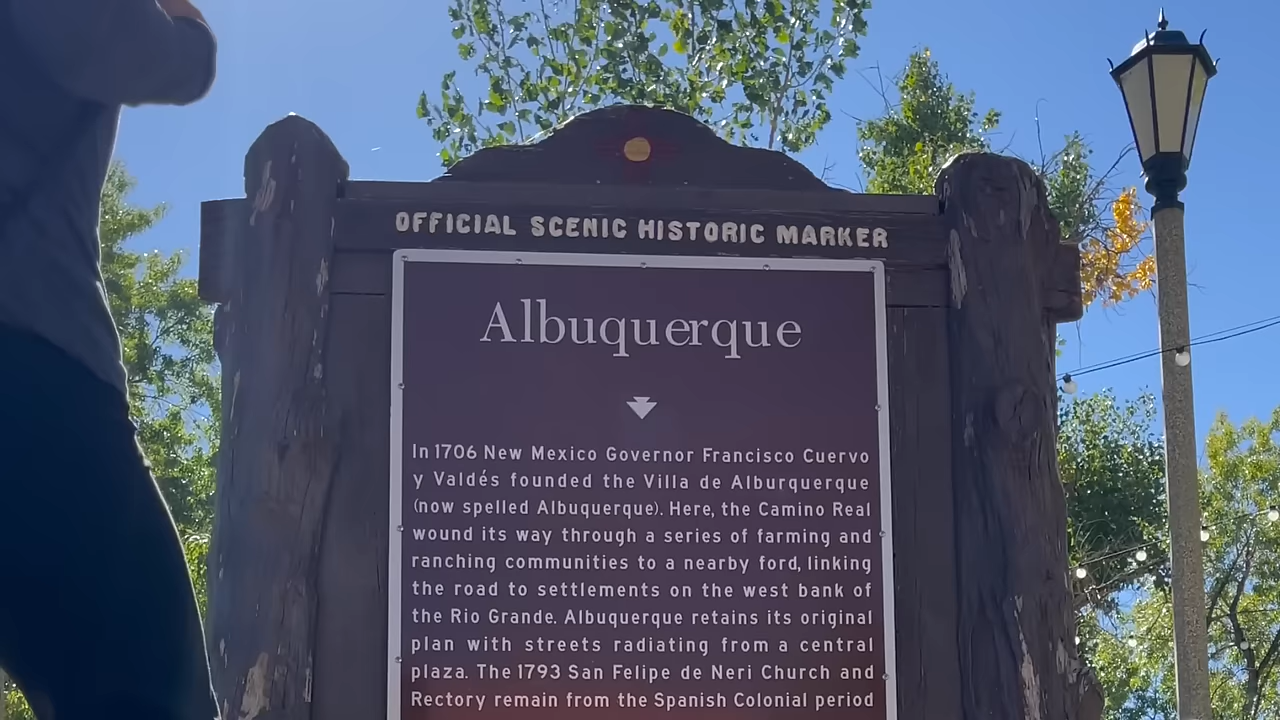 OFFICIAL SCENIC HISTORIC MARKER
Albuquerque
In 1706 New Mexico Governor Francisco Cuervo
y Valdés founded the Villa de Alburquerque
(now spelled Albuquerque). Here, the Camino Real
wound its way through a series of farming and
ranching communities to a nearby ford, linking
the road to settlements on the west bank of
the Rio Grande. Albuquerque retains its original
plan with streets radiating from a central
plaza. The 1793 San Felipe de Neri Church and
Rectory remain from the Spanish Colonial period